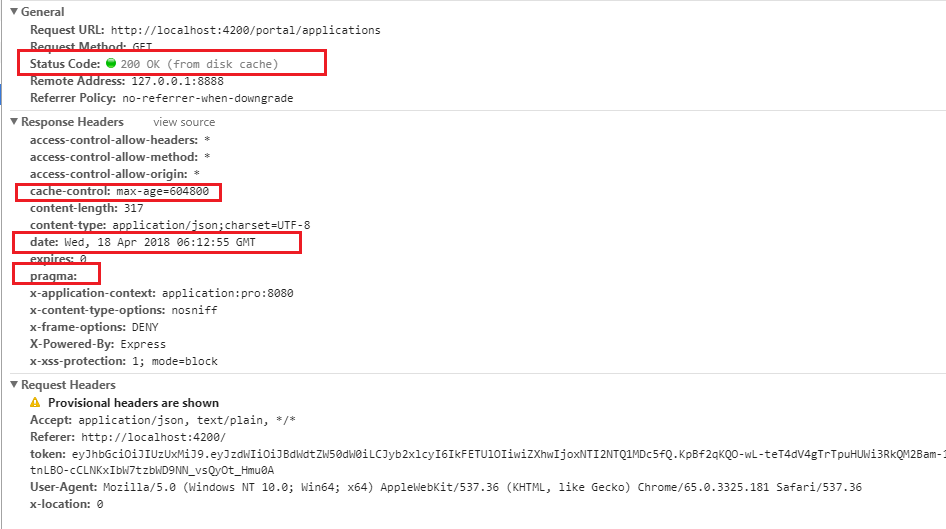 General
Request URL: http://localhost:4200/portal/applications
Request Method: GET
Status Code: 200 OK (from disk cache)
Remote Address: 127.0.0.1:8888
Referrer Policy: no-referrer-when-downgrade
Response Headers view source
access-control-allow-headers: *
access-control-allow-method: *
access-control-allow-origin: *
cache-control: max-age=604800
content-length: 317
content-type: application/json;charset=UTF-8
date: Wed, 18 Apr 2018 06:12:55 GMT
expires: 0
pragma:
x-application-context: application:pro:8080
x-content-type-options: nosniff
x-frame-options: DENY
X-Powered-By: Express
x-xss-protection: 1; mode=block
Request Headers
Provisional headers are shown
Accept: application/json, text/plain, */*
Referer: http://localhost:4200/
token: eyJhbGciOiJIUzUxMiJ9.eyJzdWIiOiJBdWdtZW50dW0iLCJyb2xlcyI6IkFETUlOIiwiZXhwIjoxNTI2NTQ1MDc5fQ.KpBf2qKQO-wL-teT4dV4gTrTpuHUWi3RkQM2Bam-1
tnLBO-cCLNKxIbW7tzbWD9NN_vsQyOt_Hmu0A
User-Agent: Mozilla/5.0 (Windows NT 10.0; Win64; x64) AppleWebKit/537.36 (KHTML, like Gecko) Chrome/65.0.3325.181 Safari/537.36
x-location: 0